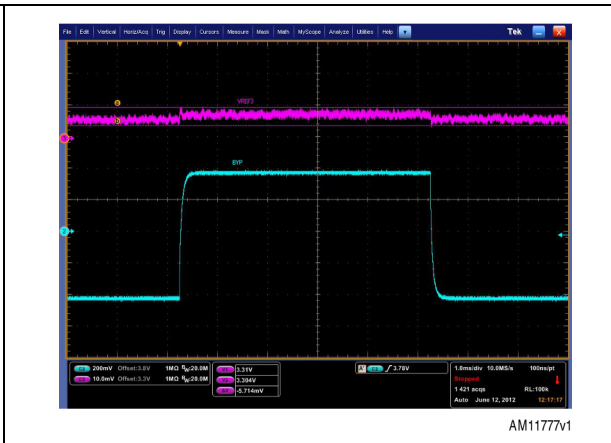 File Edit Vertical Horiz/Acq Trig Display Cursors Measure Mask Math MyScope Analyze Utilities Help Tek
a
VREF3
b
BYP
2
200mV Offset:3.8V 1MΩ BW:20.0M
10.0mV Offset:3.3V 1MΩ BW:20.0M
3.31V
3.304V
-5.714mV
3.78V
1.0ms/div 10.0MS/s 100ns/pt
Stopped
1 421 acqs RL:100k
Auto June 12, 2012 12:17:17
AM11777v1